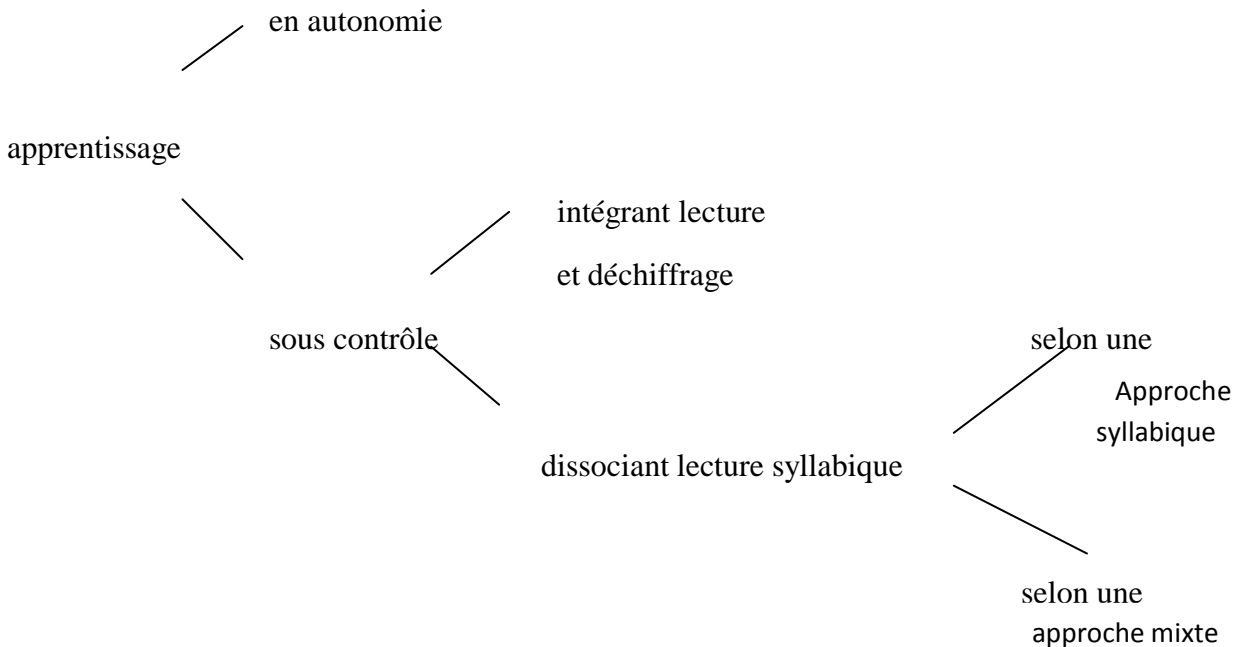 en autonomie
apprentissage
intégrant lecture
et déchiffrage
sous contrôle
selon une
Approche
syllabique
dissociant lecture syllabique
selon une
approche mixte